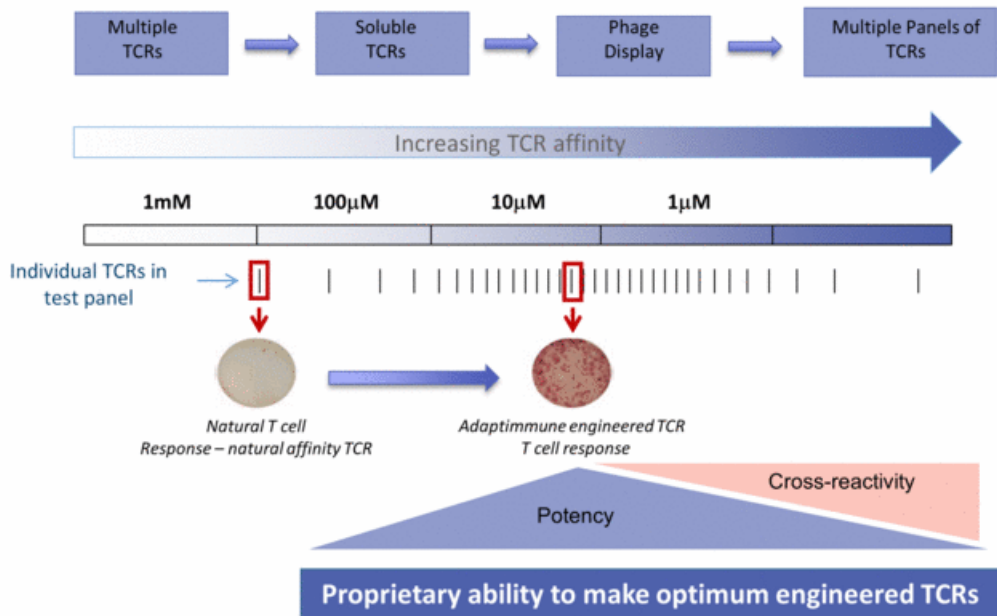 Multiple
TCRs
Soluble
TCRs
Phage
Display
Multiple Panels of
TCRs
Increasing TCR affinity
1mM
100μM
10μM
1μM
Individual TCRs in
test panel
Natural T cell
Response – natural affinity TCR
Adaptimmune engineered TCR
T cell response
Cross-reactivity
Potency
Proprietary ability to make optimum engineered TCRs